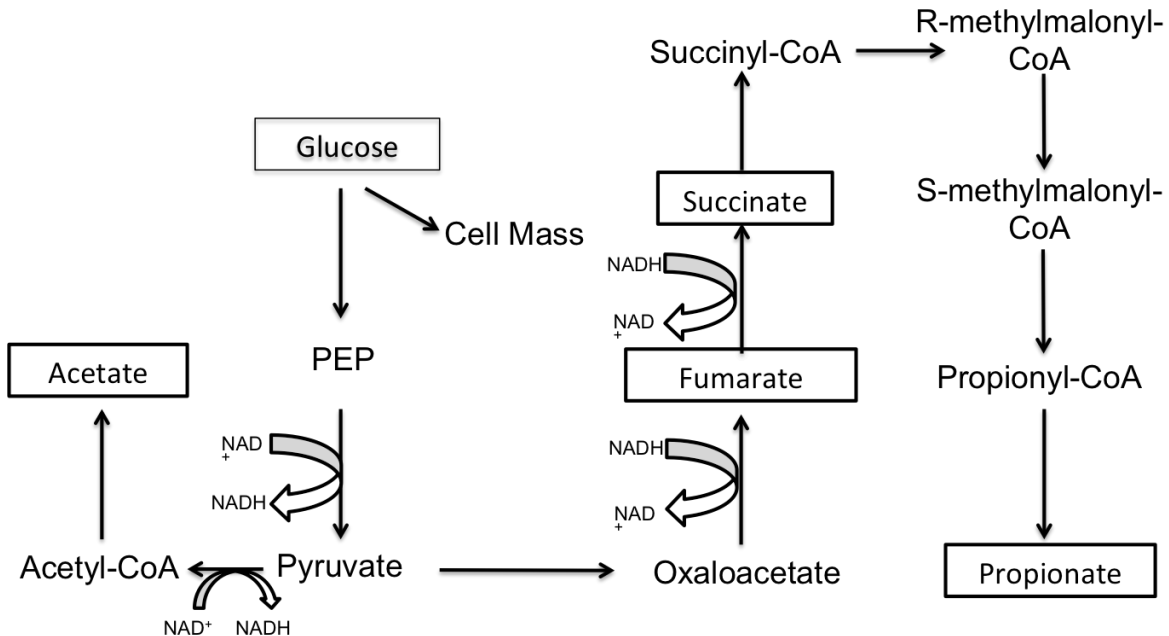 Succinyl-CoA
R-methylmalonyl-
CoA
Glucose
Cell Mass
Succinate
S-methylmalonyl-
CoA
NADH
NAD
+
PEP
Acetate
Fumarate
Propionyl-CoA
NAD
+
NADH
NADH
NAD
+
Acetyl-CoA
Pyruvate
Oxaloacetate
Propionate
NAD+
NADH